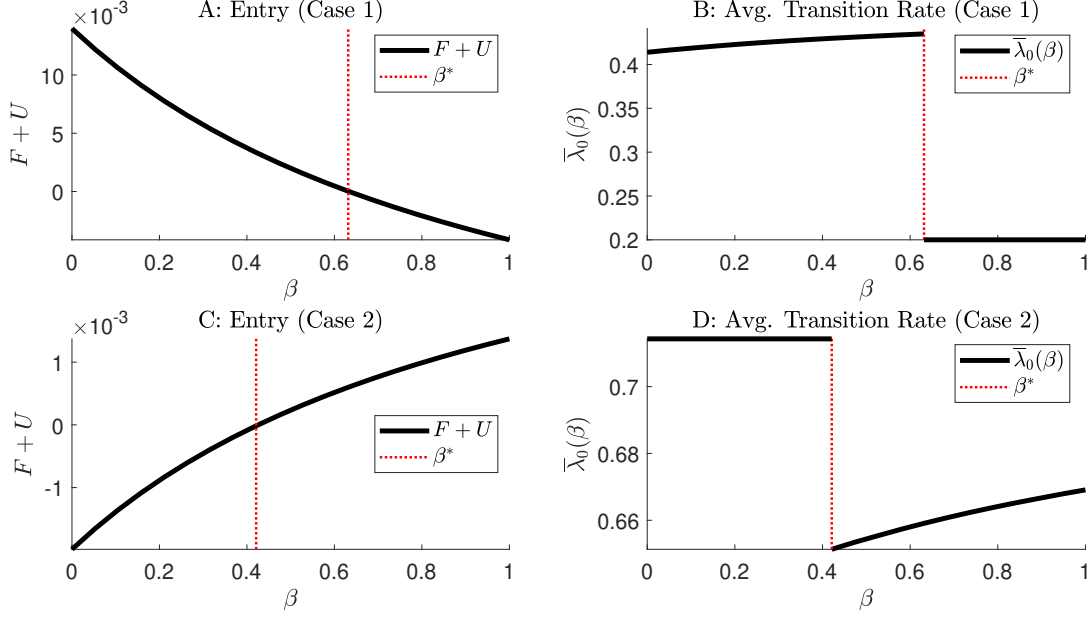 A: Entry (Case 1)
×10⁻³
10
5
0
F + U
0 0.2 0.4 0.6 0.8 1
β
F + U
β*
B: Avg. Transition Rate (Case 1)
0.4
0.35
0.3
0.25
0.2
λ̅₀(β)
0 0.2 0.4 0.6 0.8 1
β
λ̅₀(β)
β*
C: Entry (Case 2)
×10⁻³
1
0
-1
F + U
0 0.2 0.4 0.6 0.8 1
β
F + U
β*
D: Avg. Transition Rate (Case 2)
0.7
0.68
0.66
λ̅₀(β)
0 0.2 0.4 0.6 0.8 1
β
λ̅₀(β)
β*